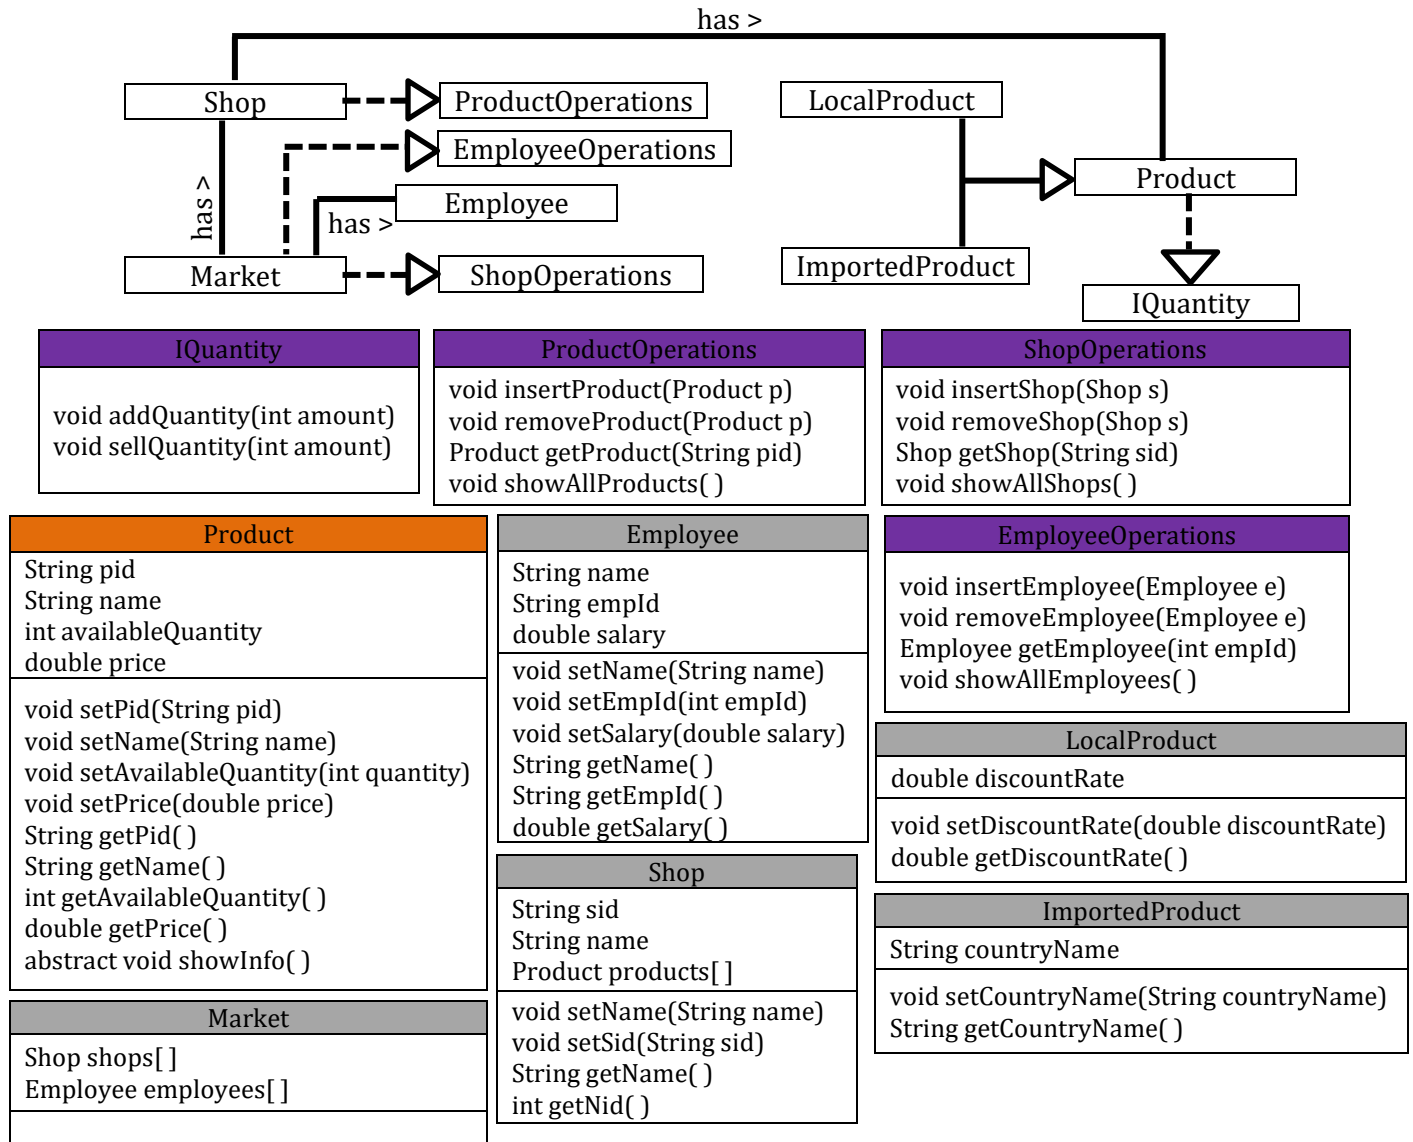 has >
Shop
ProductOperations
LocalProduct
EmployeeOperations
Product
has >
Employee
has >
Market
ShopOperations
ImportedProduct
IQuantity
IQuantity
void addQuantity(int amount)
void sellQuantity(int amount)
ProductOperations
void insertProduct(Product p)
void removeProduct(Product p)
Product getProduct(String pid)
void showAllProducts( )
ShopOperations
void insertShop(Shop s)
void removeShop(Shop s)
Shop getShop(String sid)
void showAllShops( )
Product
String pid
String name
int availableQuantity
double price
void setPid(String pid)
void setName(String name)
void setAvailableQuantity(int quantity)
void setPrice(double price)
String getPid( )
String getName( )
int getAvailableQuantity( )
double getPrice( )
abstract void showInfo( )
Employee
String name
String empId
double salary
void setName(String name)
void setEmpId(int empId)
void setSalary(double salary)
String getName( )
String getEmpId( )
double getSalary( )
EmployeeOperations
void insertEmployee(Employee e)
void removeEmployee(Employee e)
Employee getEmployee(int empId)
void showAllEmployees( )
LocalProduct
double discountRate
void setDiscountRate(double discountRate)
double getDiscountRate( )
Shop
String sid
String name
Product products[ ]
void setName(String name)
void setSid(String sid)
String getName( )
int getNid( )
ImportedProduct
String countryName
void setCountryName(String countryName)
String getCountryName( )
Market
Shop shops[ ]
Employee employees[ ]